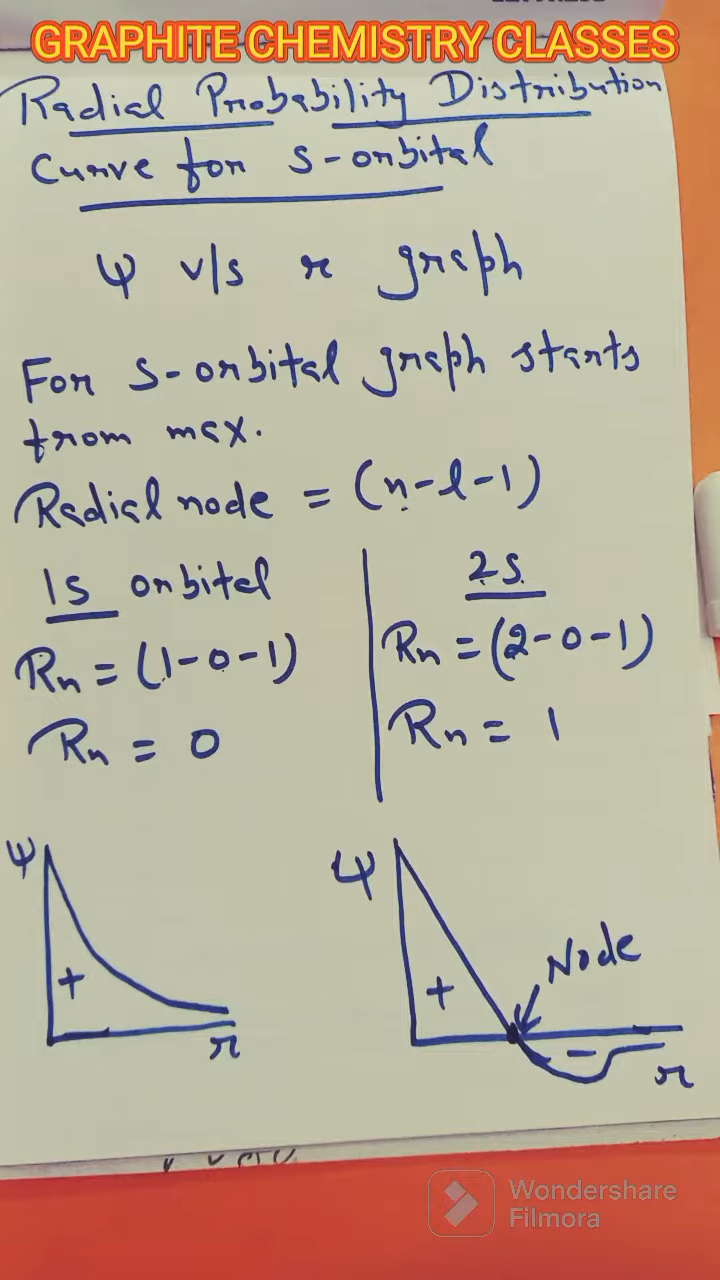 GRAPHITE CHEMISTRY CLASSES
Radial Probability Distribution
Curve for s-orbital
ψ v/s r graph
For s-orbital graph starts
from max.
Radial node = (n-l-1)
1s orbital
Rn = (1-0-1)
Rn = 0
2s
Rn = (2-0-1)
Rn = 1
ψ
+
r
ψ
+
Node
-
r
Wondershare
Filmora